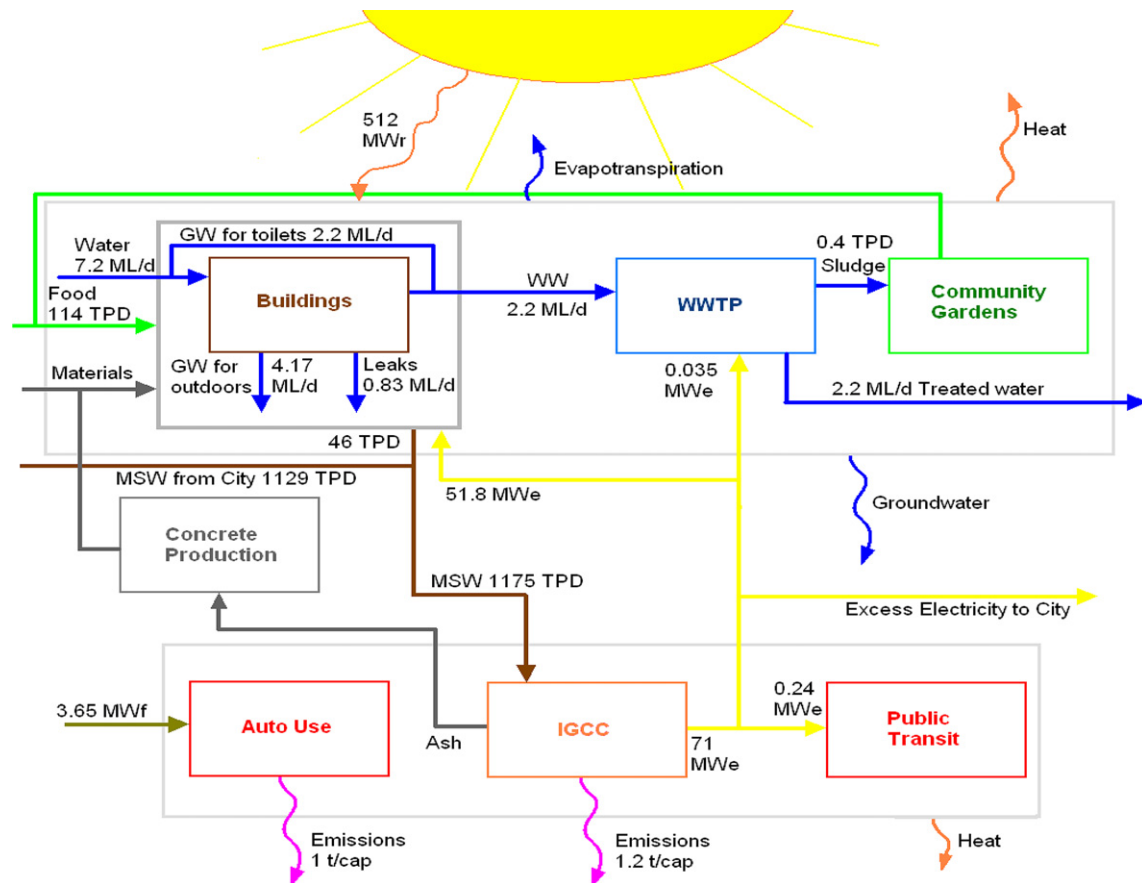 512
MWr
Heat
Evapotranspiration
Water
7.2 ML/d
GW for toilets 2.2 ML/d
0.4 TPD
Sludge
Food
114 TPD
Buildings
WW
2.2 ML/d
WWTP
Community
Gardens
Materials
GW for
outdoors
4.17
ML/d
Leaks
0.83 ML/d
0.035
MWe
2.2 ML/d Treated water
46 TPD
MSW from City 1129 TPD
51.8 MWe
Groundwater
Concrete
Production
MSW 1175 TPD
Excess Electricity to City
3.65 MWf
Auto Use
Ash
IGCC
71
MWe
0.24
MWe
Public
Transit
Emissions
1 t/cap
Emissions
1.2 t/cap
Heat